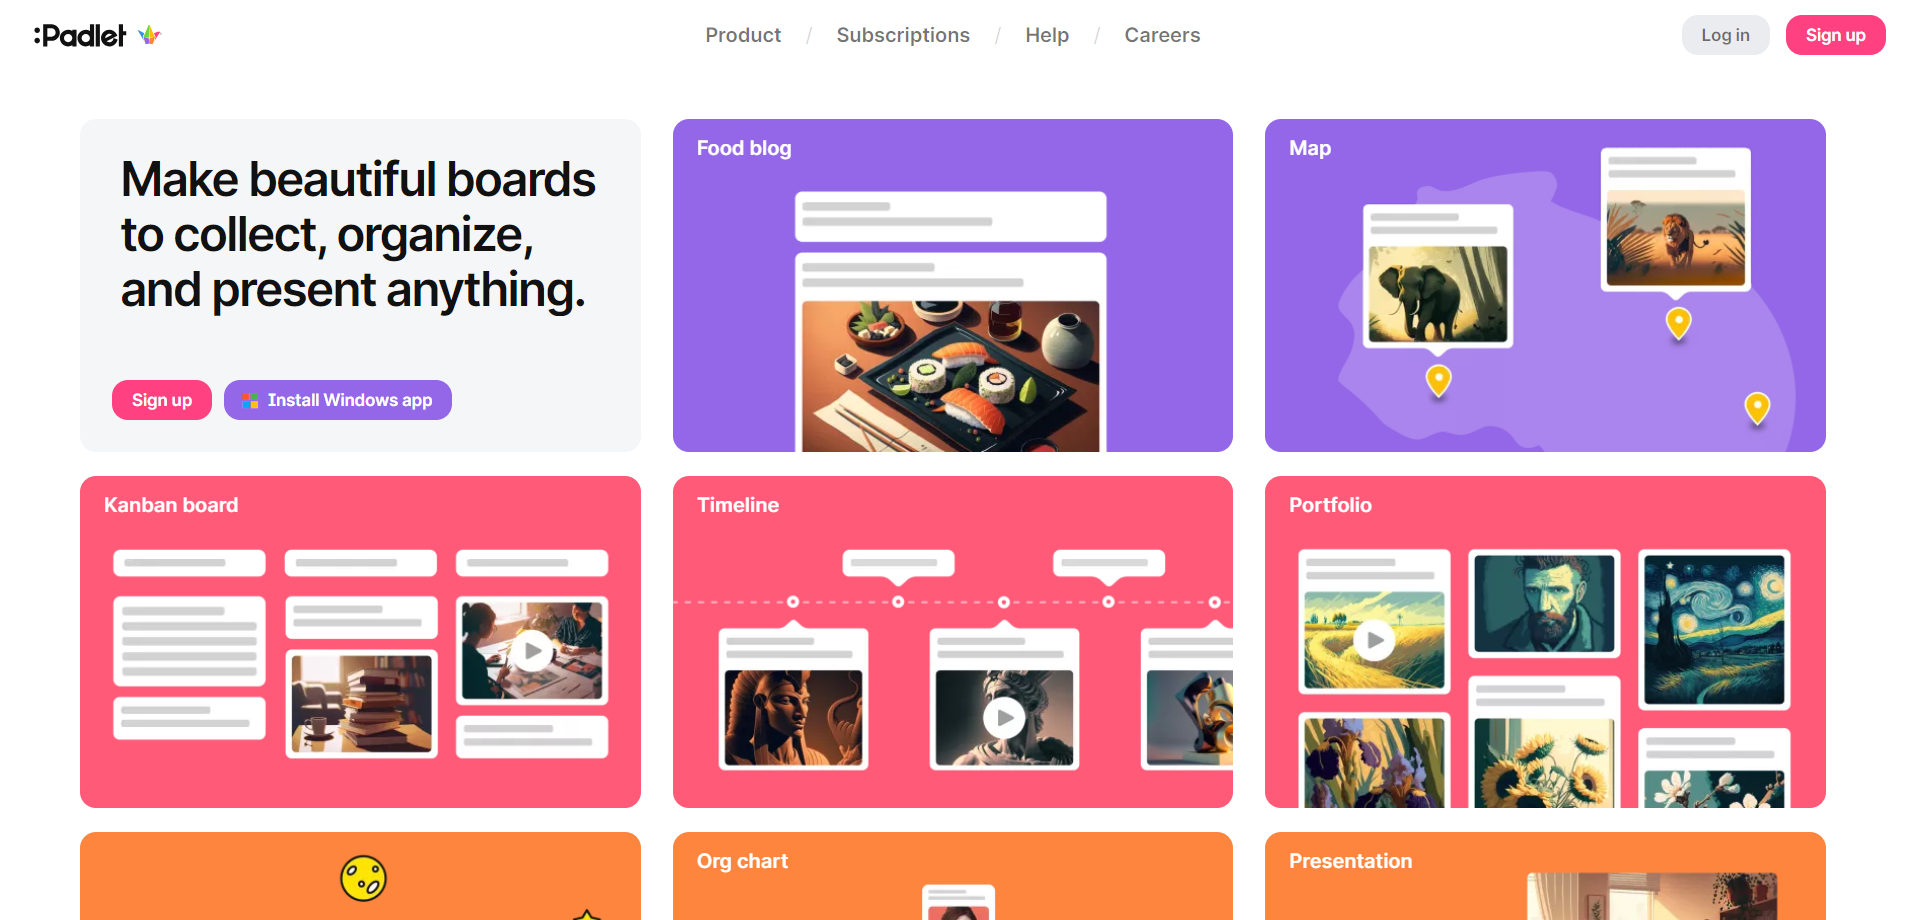 :Padlet
Product / Subscriptions / Help / Careers
Log in
Sign up
Make beautiful boards
to collect, organize,
and present anything.
Sign up
Install Windows app
Food blog
Map
Kanban board
Timeline
Portfolio
Org chart
Presentation